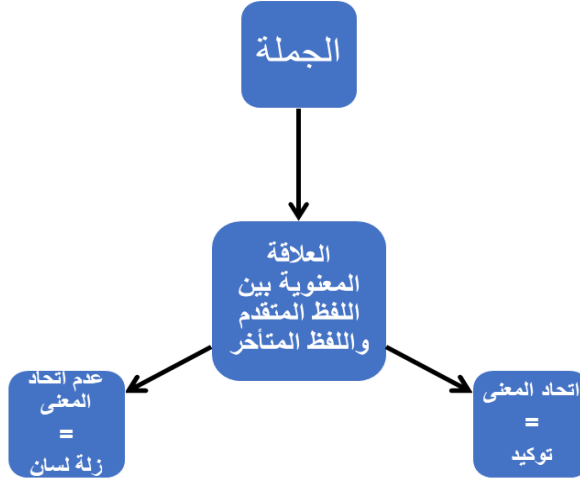 الجملة
العلاقة
المعنوية بين
اللفظ المتقدم
واللفظ المتأخر
اتحاد المعنى
=
توكيد
عدم اتحاد
المعنى
=
زلة لسان